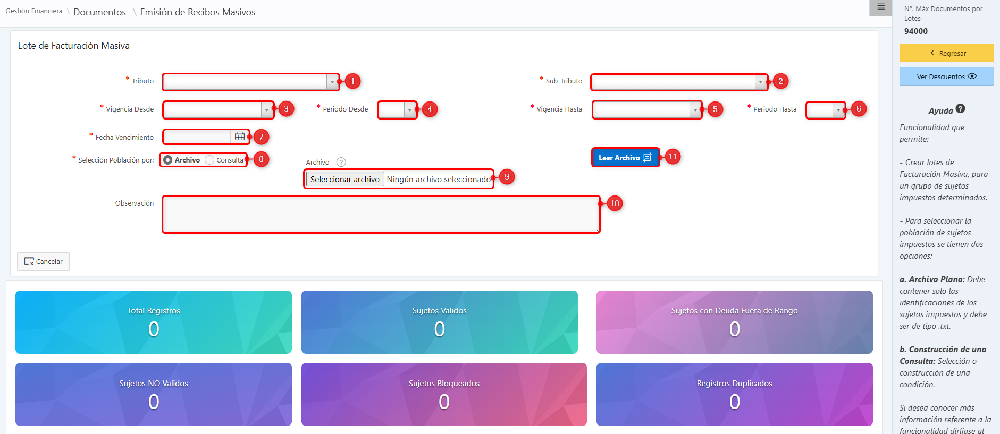 Gestión Financiera \ Documentos \ Emisión de Recibos Masivos
Lote de Facturación Masiva
* Tributo 1
* Sub-Tributo 2
* Vigencia Desde 3
* Periodo Desde 4
* Vigencia Hasta 5
* Periodo Hasta 6
* Fecha Vencimiento 7
* Selección Población por: Archivo Consulta 8
Archivo ?
Seleccionar archivo Ningún archivo seleccionado 9
Leer Archivo 11
Observación 10
Cancelar
Total Registros
0
Sujetos Validos
0
Sujetos con Deuda Fuera de Rango
0
Sujetos NO Validos
0
Sujetos Bloqueados
0
Registros Duplicados
0
N°. Máx Documentos por
Lotes
94000
Regresar
Ver Descuentos
Ayuda ?
Funcionalidad que
permite:
- Crear lotes de
Facturación Masiva, para
un grupo de sujetos
impuestos determinados.
- Para seleccionar la
población de sujetos
impuestos se tienen dos
opciones:
a. Archivo Plano: Debe
contener solo las
identificaciones de los
sujetos impuestos y debe
ser de tipo .txt.
b. Construcción de una
Consulta: Selección o
construcción de una
condición.
Si desea conocer más
información referente a la
funcionalidad diríjase al